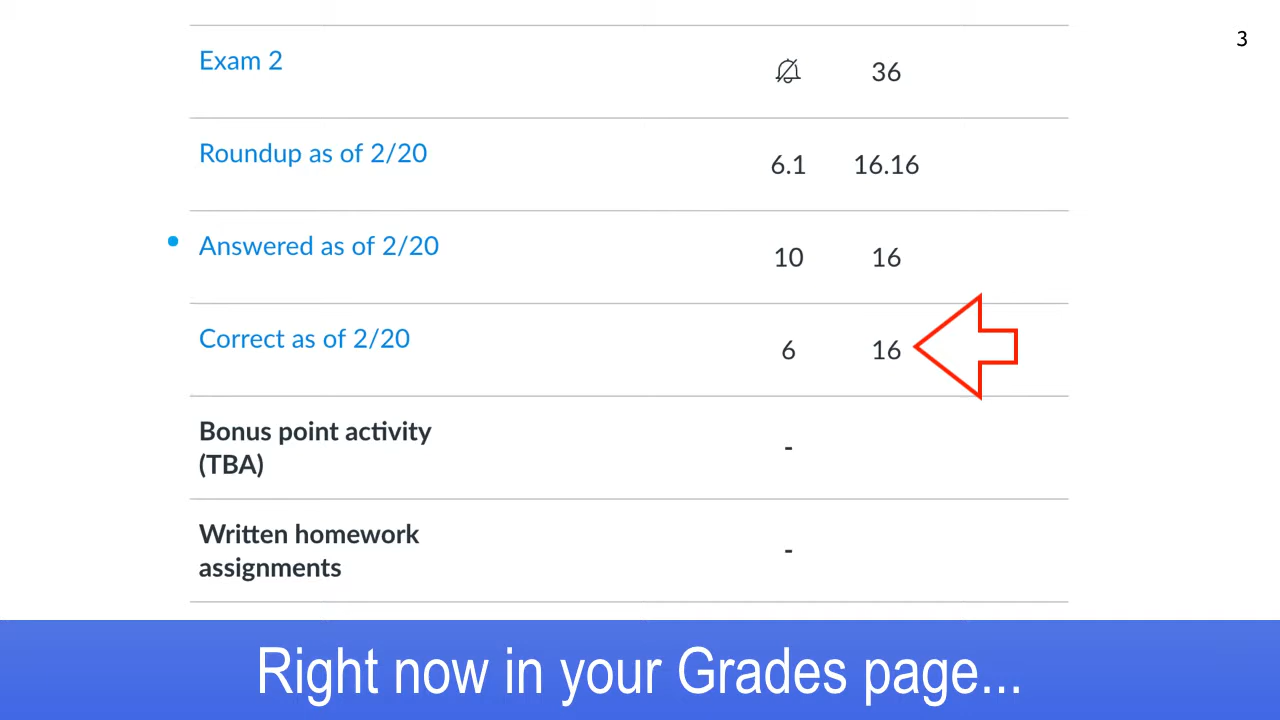 3
Exam 2
36
Roundup as of 2/20 6.1 16.16
Answered as of 2/20 10 16
Correct as of 2/20 6 16
Bonus point activity
(TBA) -
Written homework
assignments -
Right now in your Grades page...